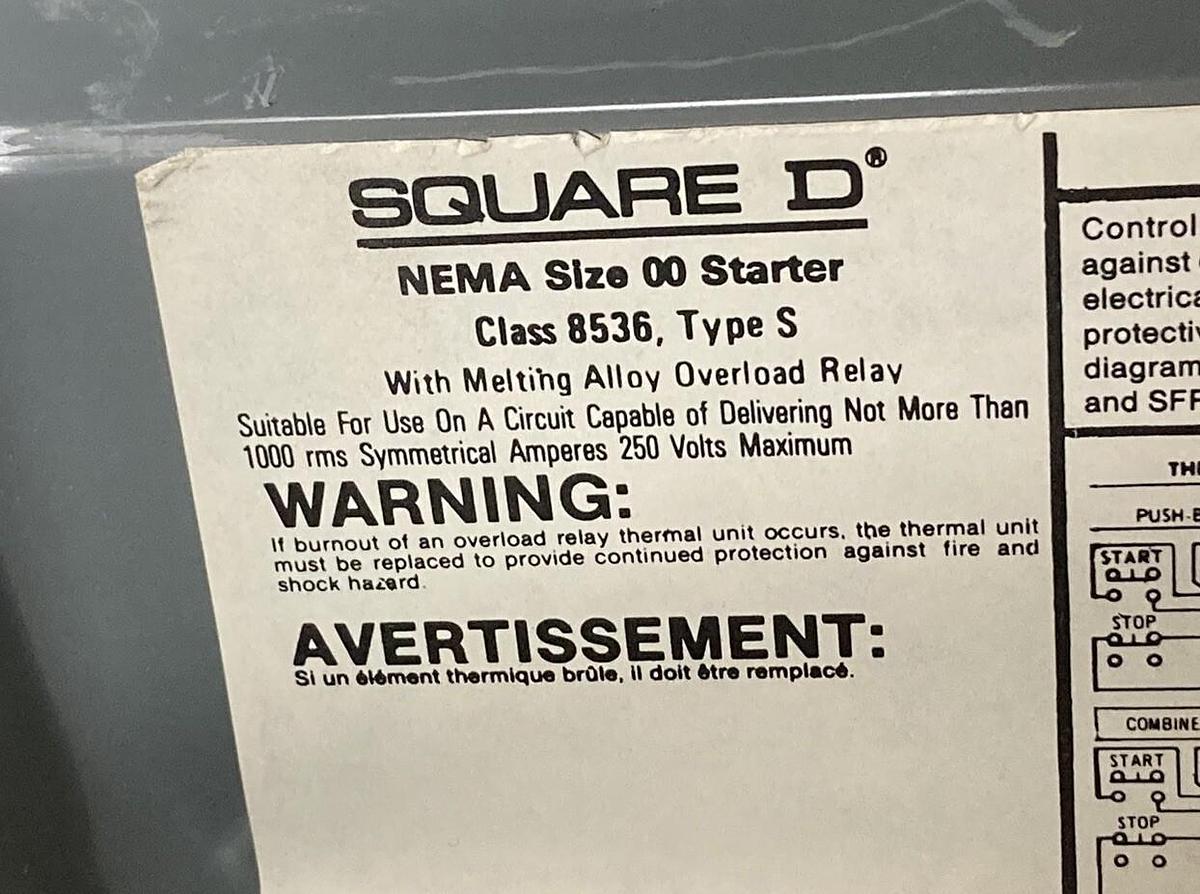 SQUARE D®
NEMA Size 00 Starter
Class 8536, Type S
With Melting Alloy Overload Relay
Suitable For Use On A Circuit Capable of Delivering Not More Than
1000 rms Symmetrical Amperes 250 Volts Maximum
WARNING:
If burnout of an overload relay thermal unit occurs, the thermal unit
must be replaced to provide continued protection against fire and
shock hazard.
AVERTISSEMENT:
Si un élément thermique brûle, il doit être remplacé.
Control
against
electrica
protectiv
diagram
and SFF
TH
PUSH-B
START
STOP
COMBINE
START
STOP